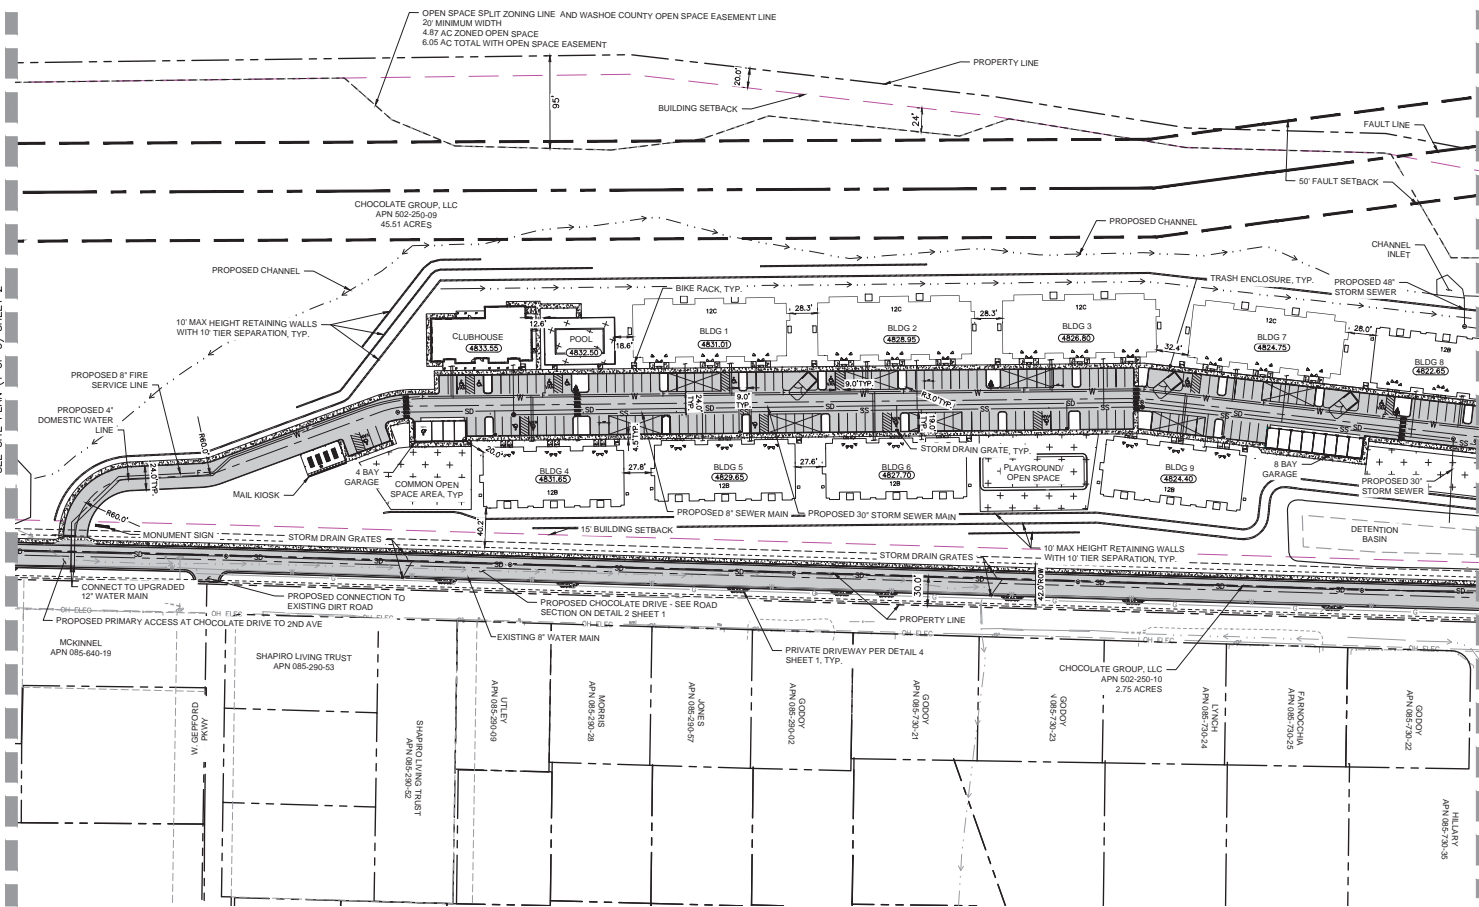 OPEN SPACE SPLIT ZONING LINE AND WASHOE COUNTY OPEN SPACE EASEMENT LINE
20' MINIMUM WIDTH
4.87 AC ZONED OPEN SPACE
6.05 AC TOTAL WITH OPEN SPACE EASEMENT
PROPERTY LINE
20.0'
95'
BUILDING SETBACK
24'
FAULT LINE
50' FAULT SETBACK
CHOCOLATE GROUP, LLC
APN 502-250-09
45.51 ACRES
PROPOSED CHANNEL
CHANNEL
INLET
PROPOSED CHANNEL
TRASH ENCLOSURE, TYP.
PROPOSED 48"
STORM SEWER
BIKE RACK, TYP.
10' MAX HEIGHT RETAINING WALLS
WITH 10' TIER SEPARATION, TYP.
CLUBHOUSE
4833.55
12.6'
POOL
4832.50
18.6'
12C
BLDG 1
4831.01
28.3'
12C
BLDG 2
4828.95
28.3'
12C
BLDG 3
4826.80
32.4'
12C
BLDG 7
4824.75
28.0'
12B
BLDG 8
4822.65
PROPOSED 8" FIRE
SERVICE LINE
PROPOSED 4"
DOMESTIC WATER
LINE
R60.0'
24.0'TYP.
9.0'TYP.
24.0'
TYP.
9.0'
TYP.
R3.0'TYP.
19.0'
TYP.
4.5'TYP.
W
SD
SS
F
MAIL KIOSK
4 BAY
GARAGE
COMMON OPEN
SPACE AREA, TYP
20.0'
BLDG 4
4831.65
12B
27.8'
BLDG 5
4829.65
12B
27.6'
BLDG 6
4827.70
12B
STORM DRAIN GRATE, TYP.
PLAYGROUND/
OPEN SPACE
BLDG 9
4824.40
12B
8 BAY
GARAGE
PROPOSED 30"
STORM SEWER
R60.0'
MONUMENT SIGN
STORM DRAIN GRATES
40.2'
15' BUILDING SETBACK
PROPOSED 8" SEWER MAIN
PROPOSED 30" STORM SEWER MAIN
STORM DRAIN GRATES
10' MAX HEIGHT RETAINING WALLS
WITH 10' TIER SEPARATION, TYP.
DETENTION
BASIN
30.0'
42.0'ROW
CONNECT TO UPGRADED
12" WATER MAIN
PROPOSED CONNECTION TO
EXISTING DIRT ROAD
PROPOSED CHOCOLATE DRIVE - SEE ROAD
SECTION ON DETAIL 2 SHEET 1
PROPERTY LINE
OH ELEC
PROPOSED PRIMARY ACCESS AT CHOCOLATE DRIVE TO 2ND AVE
EXISTING 8" WATER MAIN
PRIVATE DRIVEWAY PER DETAIL 4
SHEET 1, TYP.
CHOCOLATE GROUP, LLC
APN 502-250-10
2.75 ACRES
MCKINNEL
APN 085-640-19
SHAPIRO LIVING TRUST
APN 085-290-53
W. GEPFORD
PKWY
SHAPIRO LIVING TRUST
APN 085-290-52
UTLEY
APN 085-290-09
MORRIS
APN 085-290-28
JONES
APN 085-290-57
GODOY
APN 085-290-02
GODOY
APN 085-730-21
GODOY
085-730-23
LYNCH
APN 085-730-24
FARNOCCHIA
APN 085-730-25
GODOY
APN 085-730-22
HILLARY
APN 085-730-35